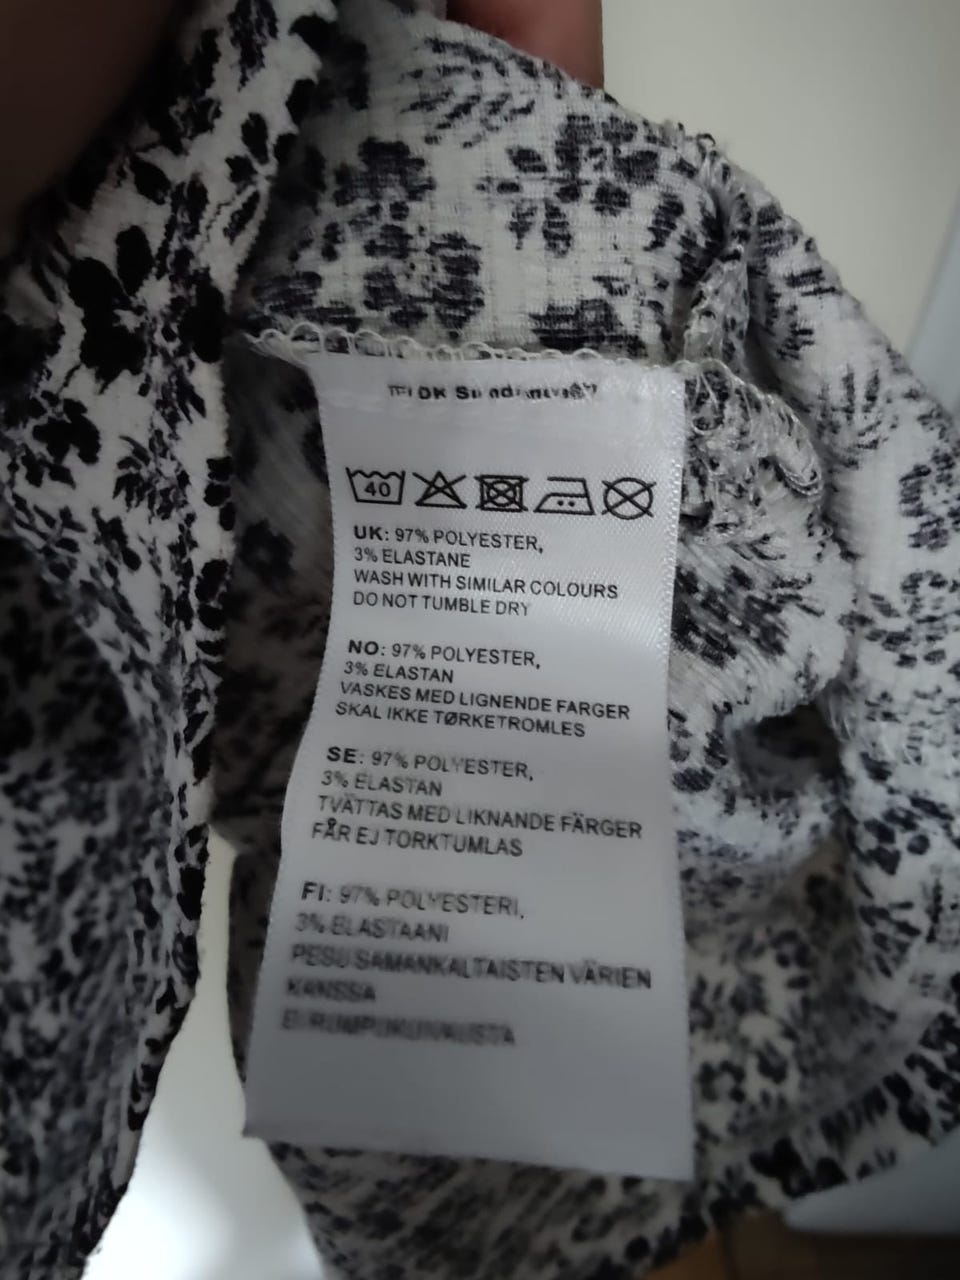 DK
40
UK: 97% POLYESTER,
3% ELASTANE
WASH WITH SIMILAR COLOURS
DO NOT TUMBLE DRY
NO: 97% POLYESTER,
3% ELASTAN
VASKES MED LIGNENDE FARGER
SKAL IKKE TØRKETROMLES
SE: 97% POLYESTER,
3% ELASTAN
TVÄTTAS MED LIKNANDE FÄRGER
FÅR EJ TORKTUMLAS
FI: 97% POLYESTERI,
3% ELASTAANI
PESU SAMANKALTAISTEN VÄRIEN
KANSSA